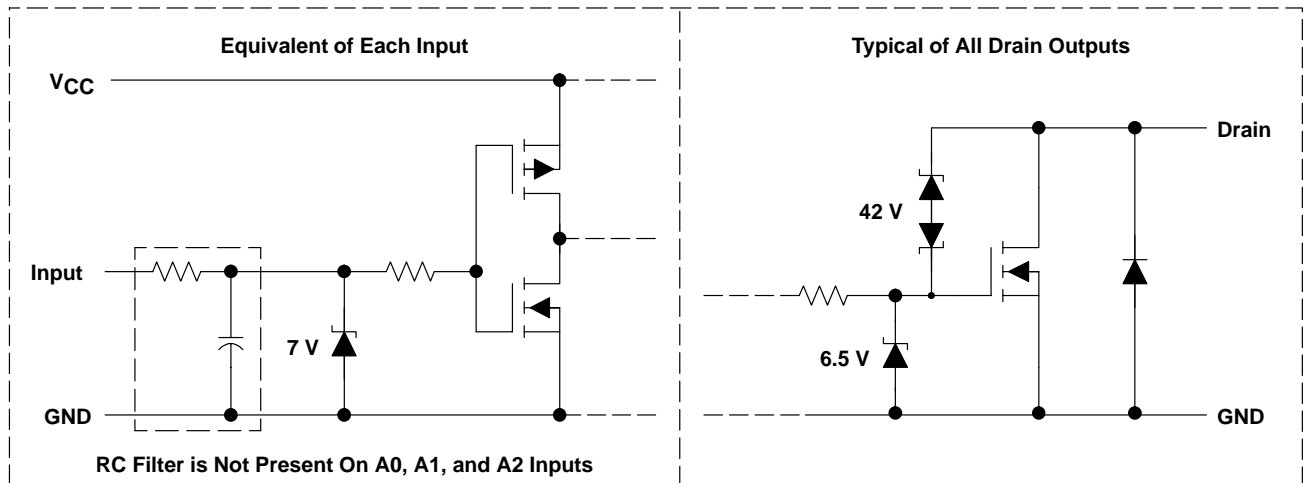 Equivalent of Each Input
VCC
Input
7 V
GND
RC Filter is Not Present On A0, A1, and A2 Inputs
Typical of All Drain Outputs
Drain
42 V
6.5 V
GND